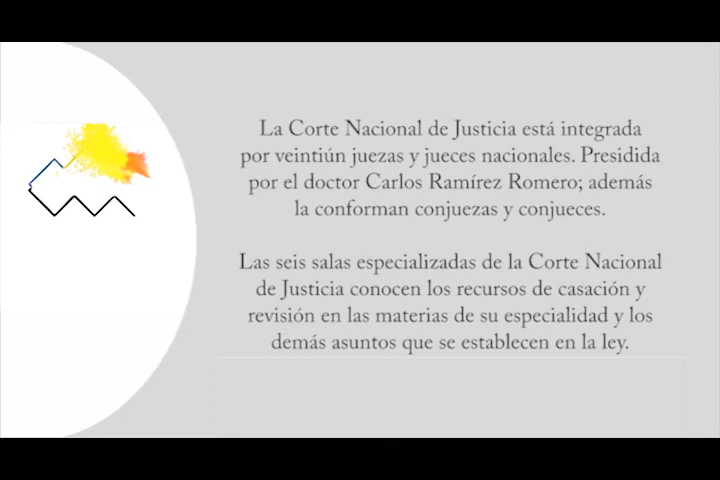 La Corte Nacional de Justicia está integrada
por veintiún juezas y jueces nacionales. Presidida
por el doctor Carlos Ramírez Romero; además
la conforman conjuezas y conjueces.
Las seis salas especializadas de la Corte Nacional
de Justicia conocen los recursos de casación y
revisión en las materias de su especialidad y los
demás asuntos que se establecen en la ley.